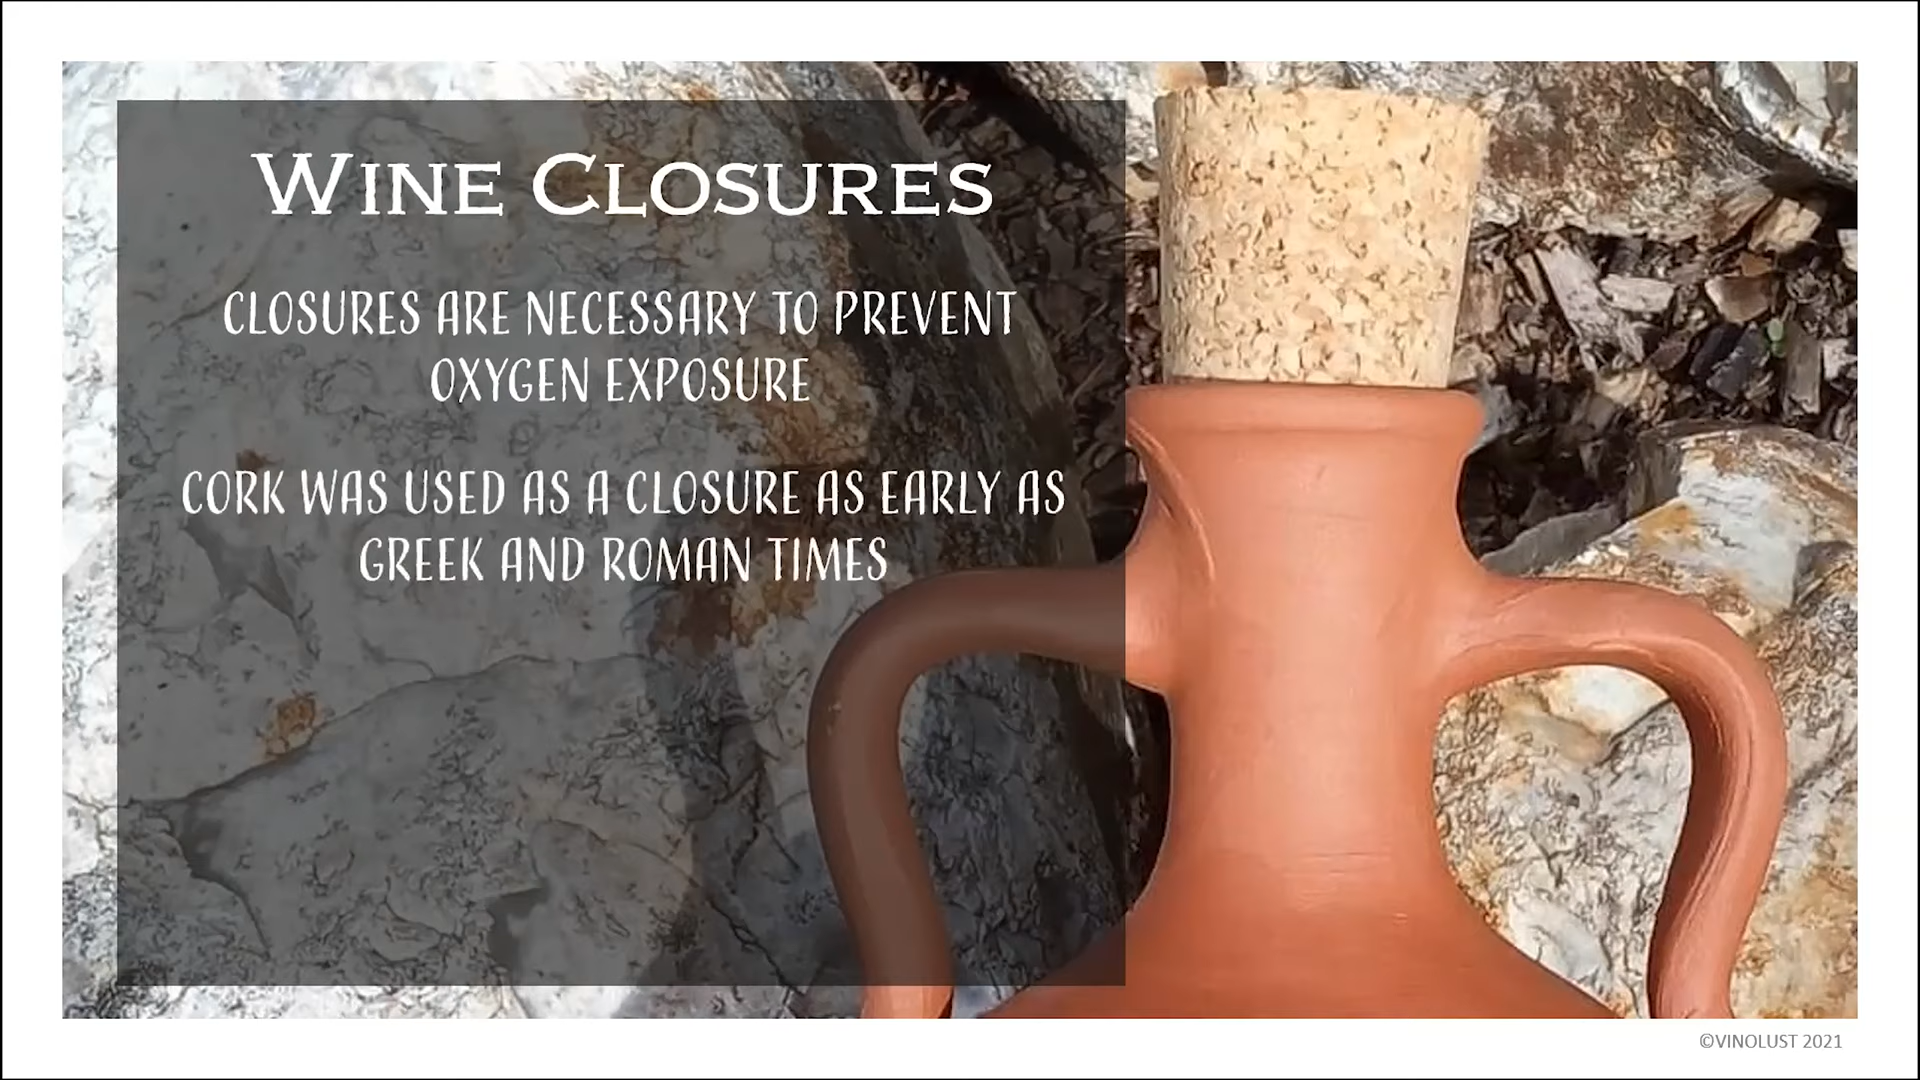 WINE CLOSURES
CLOSURES ARE NECESSARY TO PREVENT
OXYGEN EXPOSURE
CORK WAS USED AS A CLOSURE AS EARLY AS
GREEK AND ROMAN TIMES
©VINOLUST 2021